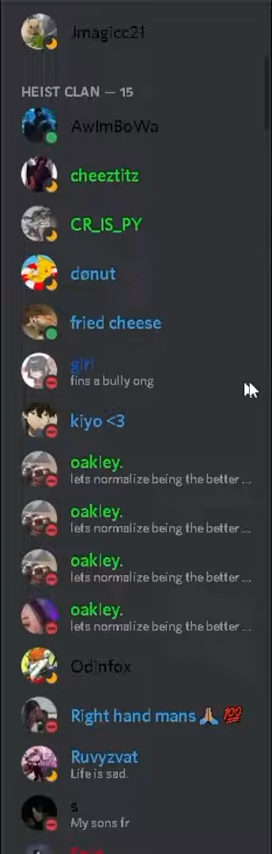 Jmagicc21
HEIST CLAN — 15
AwImBoWa
cheeztitz
CR_IS_PY
dønut
fried cheese
girl
fins a bully ong
kiyo <3
oakley.
lets normalize being the better ...
oakley.
lets normalize being the better ...
oakley.
lets normalize being the better ...
oakley.
lets normalize being the better ...
Odinfox
Right hand mans 🙏🏼 💯
Ruvyzvat
Life is sad.
s
My sons fr